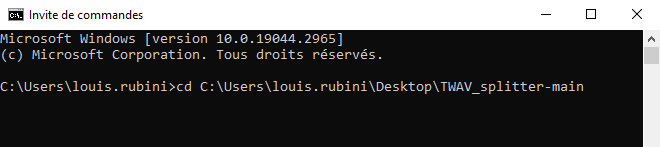 Invite de commandes
Microsoft Windows [version 10.0.19044.2965]
(c) Microsoft Corporation. Tous droits réservés.
C:\Users\louis.rubini>cd C:\Users\louis.rubini\Desktop\TWAV_splitter-main